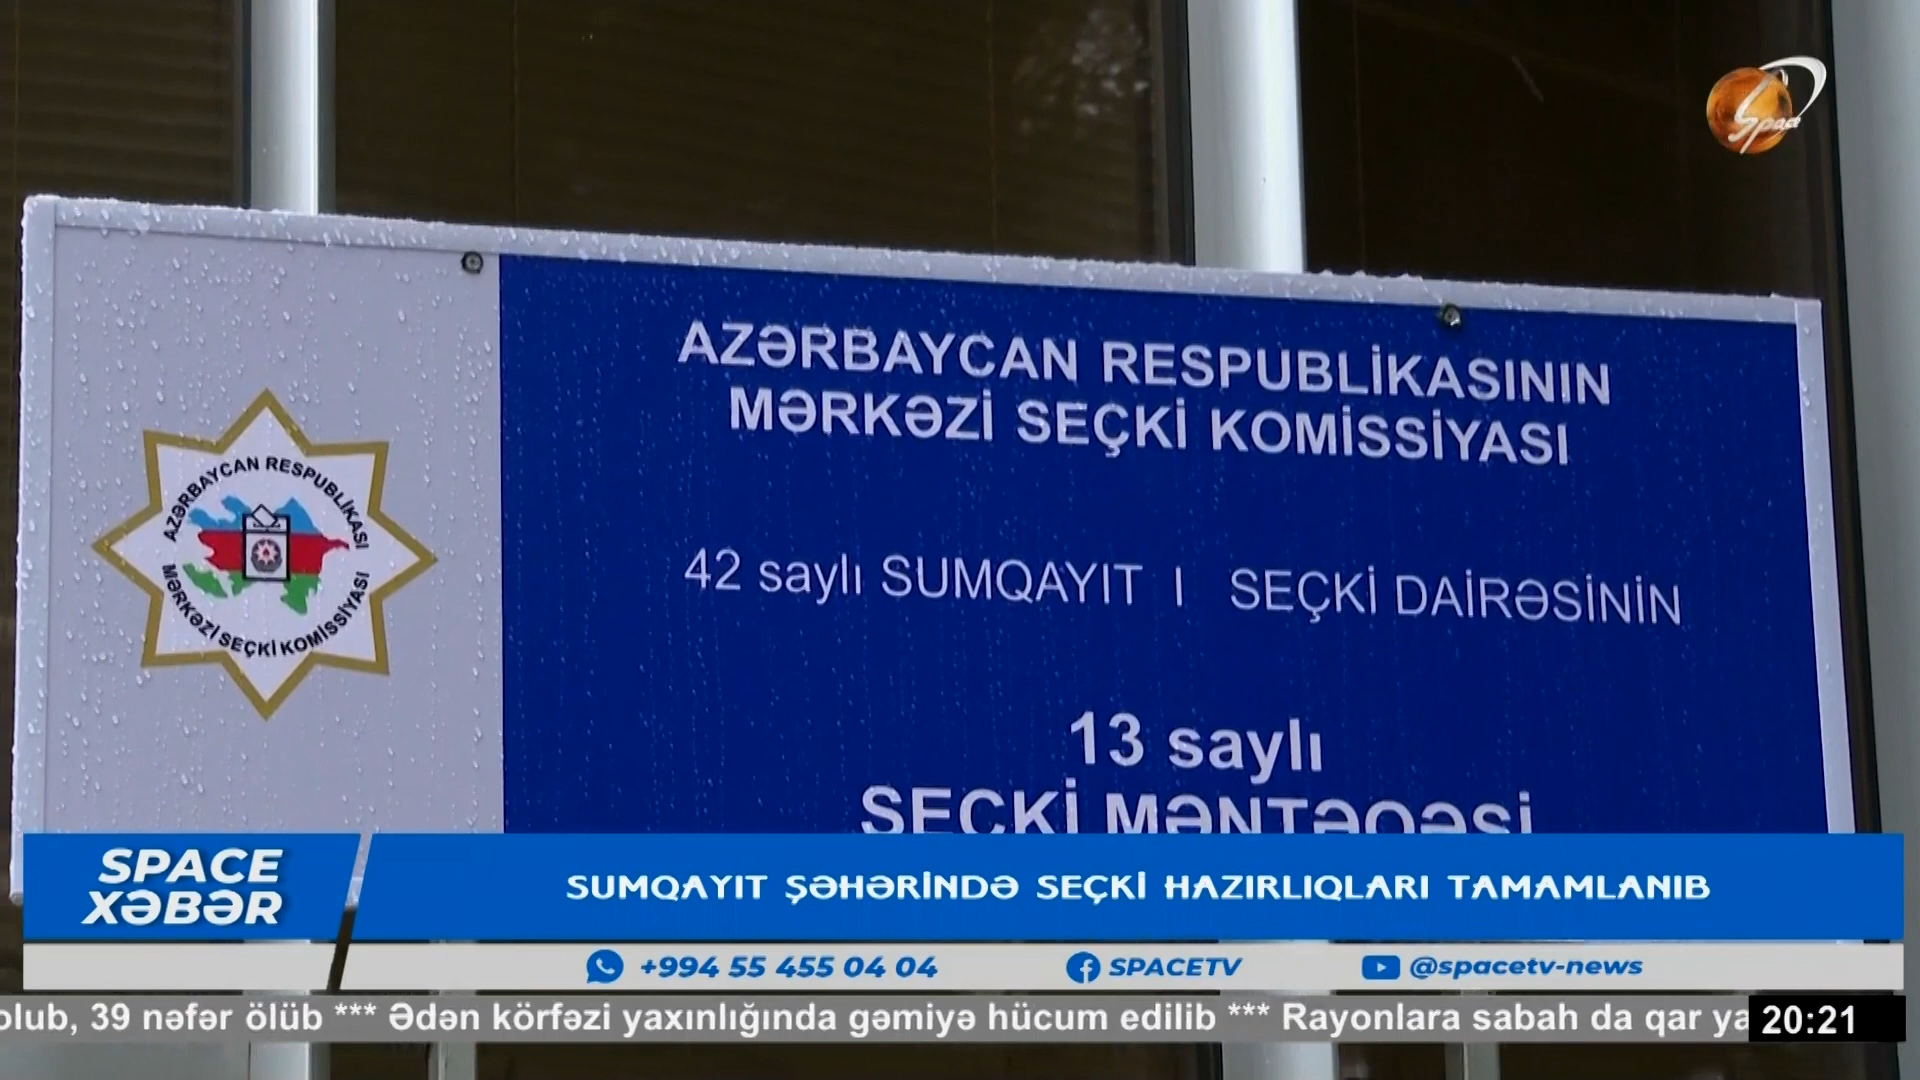 Space
AZƏRBAYCAN RESPUBLİKASININ
MƏRKƏZİ SEÇKİ KOMİSSİYASI
AZƏRBAYCAN RESPUBLİKASI
MƏRKƏZİ SEÇKİ KOMİSSİYASI
42 saylı SUMQAYIT I SEÇKİ DAİRƏSİNİN
13 saylı
SEÇKİ MƏNTƏQƏSİ
SPACE
XƏBƏR
SUMQAYIT ŞƏHƏRİNDƏ SEÇKİ HAZIRLIQLARI TAMAMLANIB
+994 55 455 04 04
SPACETV
@spacetv-news
olub, 39 nəfər ölüb *** Ədən körfəzi yaxınlığında gəmiyə hücum edilib *** Rayonlara sabah da qar ya
20:21